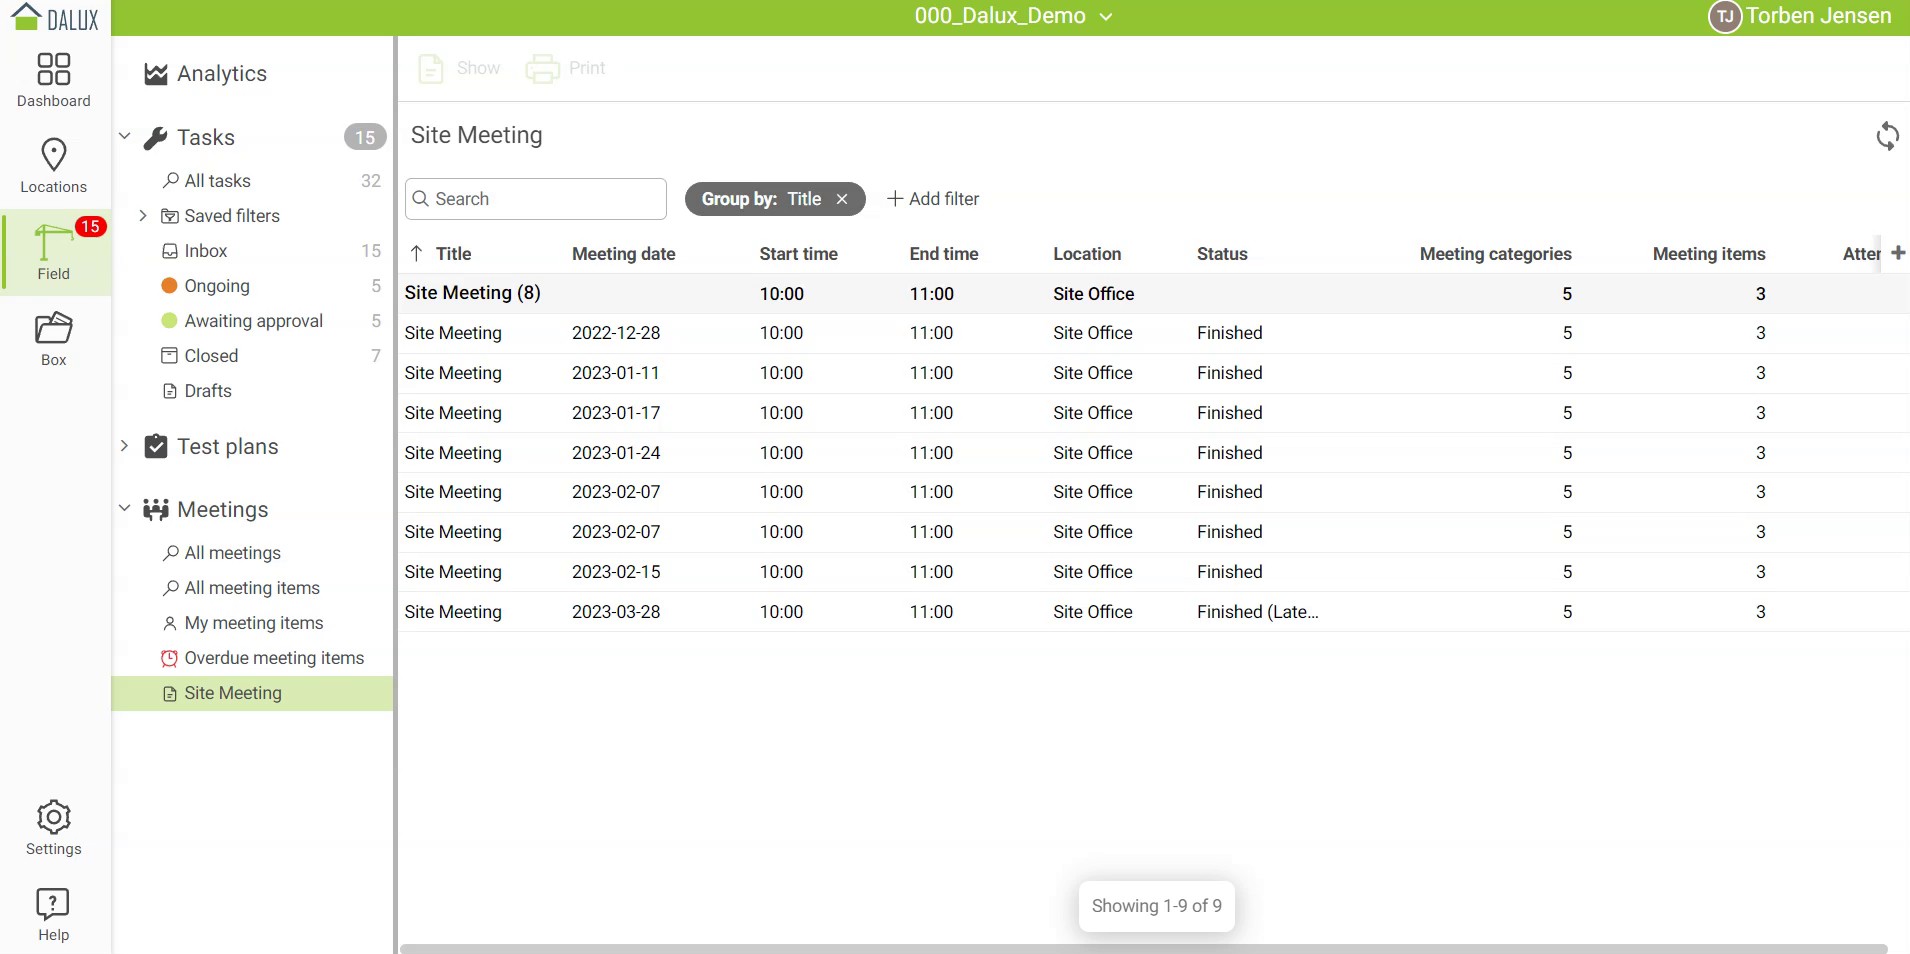 DALUX
000_Dalux_Demo
TJ Torben Jensen
Dashboard
Locations
15
Field
Box
Settings
Help
Analytics
Tasks 15
All tasks 32
Saved filters
Inbox 15
Ongoing 5
Awaiting approval 5
Closed 7
Drafts
Test plans
Meetings
All meetings
All meeting items
My meeting items
Overdue meeting items
Site Meeting
Show Print
Site Meeting
Search Group by: Title Add filter
Title Meeting date Start time End time Location Status Meeting categories Meeting items Atter
Site Meeting (8) 10:00 11:00 Site Office 5 3
Site Meeting 2022-12-28 10:00 11:00 Site Office Finished 5 3
Site Meeting 2023-01-11 10:00 11:00 Site Office Finished 5 3
Site Meeting 2023-01-17 10:00 11:00 Site Office Finished 5 3
Site Meeting 2023-01-24 10:00 11:00 Site Office Finished 5 3
Site Meeting 2023-02-07 10:00 11:00 Site Office Finished 5 3
Site Meeting 2023-02-07 10:00 11:00 Site Office Finished 5 3
Site Meeting 2023-02-15 10:00 11:00 Site Office Finished 5 3
Site Meeting 2023-03-28 10:00 11:00 Site Office Finished (Late... 5 3
Showing 1-9 of 9